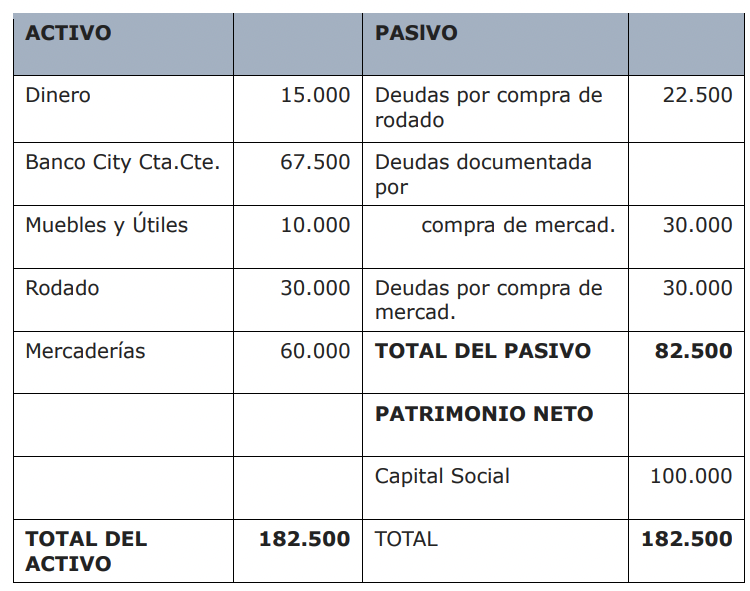 ACTIVO PASIVO
Dinero 15.000 Deudas por compra de
rodado 22.500
Banco City Cta.Cte. 67.500 Deudas documentada
por
Muebles y Útiles 10.000 compra de mercad. 30.000
Rodado 30.000 Deudas por compra de
mercad. 30.000
Mercaderías 60.000 TOTAL DEL PASIVO 82.500
PATRIMONIO NETO
Capital Social 100.000
TOTAL DEL
ACTIVO 182.500 TOTAL 182.500